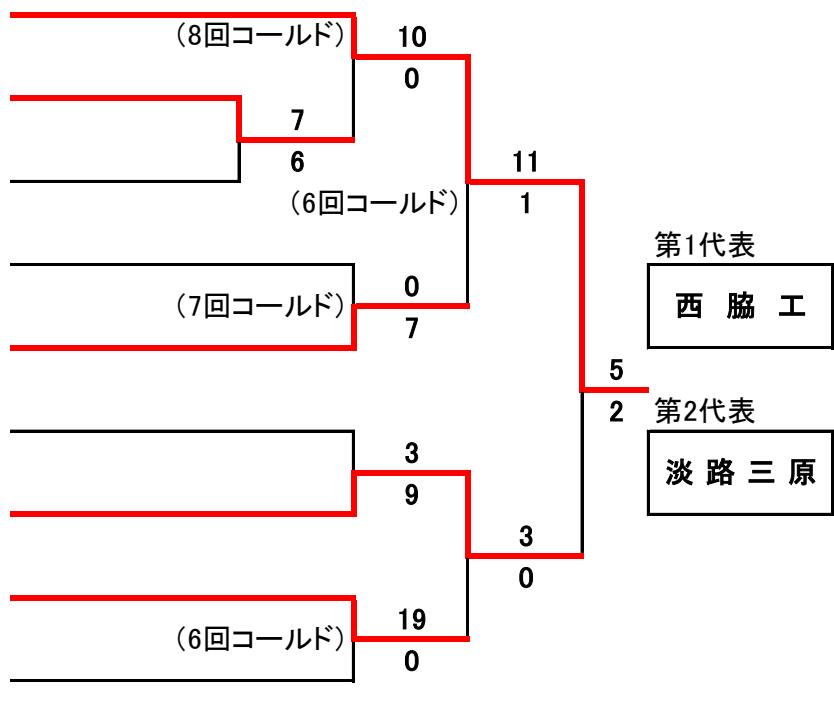 (8回コールド)
10
0
7
6
11
1
(6回コールド)
第1代表
西脇工
(7回コールド)
0
7
5
2
第2代表
淡路三原
3
9
3
0
19
(6回コールド)
0